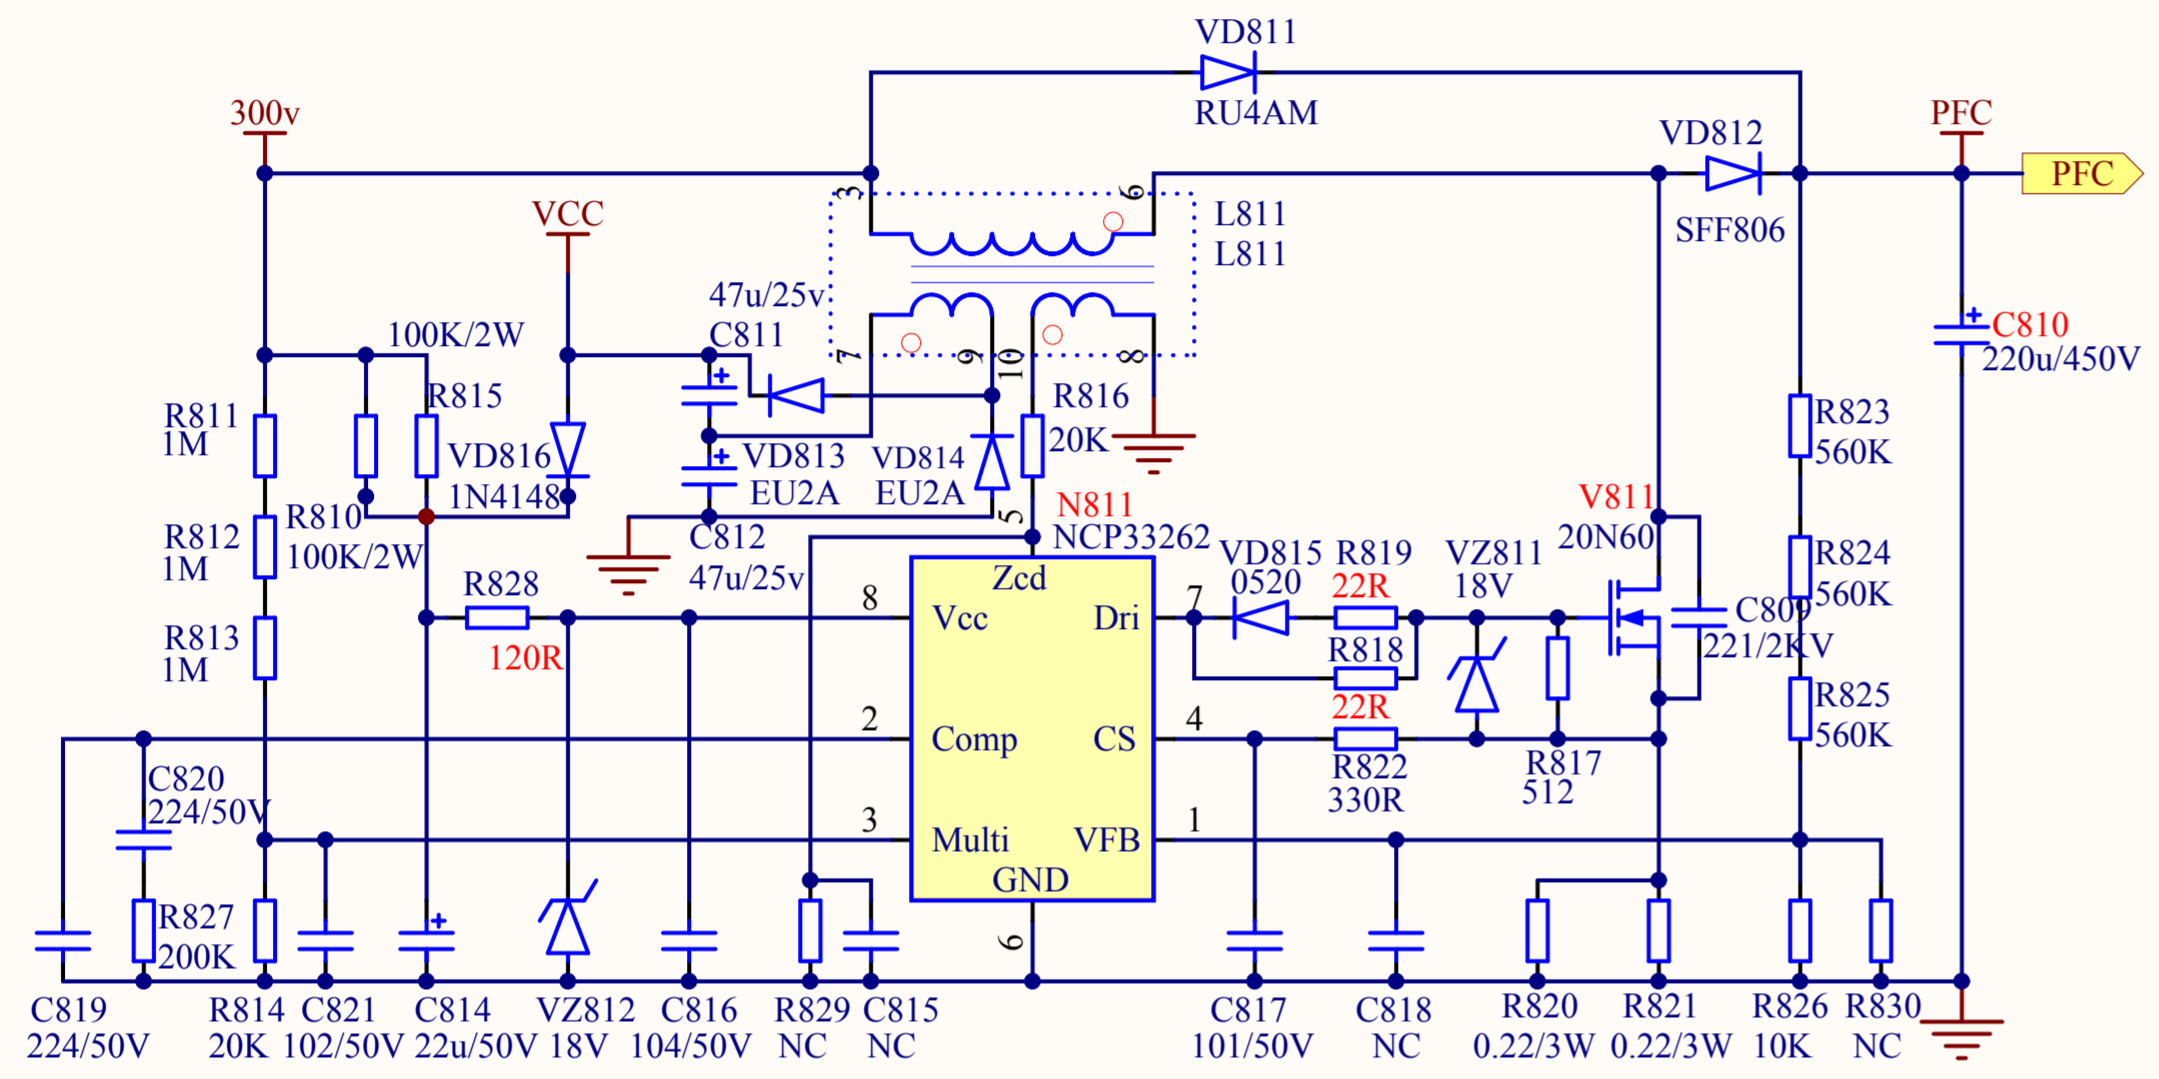 VD811
RU4AM
300v
PFC
VD812
PFC
VCC
3
6
L811
L811
SFF806
47u/25v
C811
100K/2W
C810
220u/450V
7
9
10
8
R811
1M
R815
R816
20K
R823
560K
VD816
1N4148
VD813
EU2A
VD814
EU2A
N811
NCP33262
5
V811
20N60
R810
100K/2W
R812
1M
C812
47u/25v
VD815
0520
R819
22R
VZ811
18V
R824
560K
R828
120R
8
Zcd
Vcc
Dri
7
C809
221/2KV
R813
1M
R818
22R
R825
560K
2
Comp
CS
4
R822
330R
R817
512
C820
224/50V
3
Multi
VFB
1
GND
6
R827
200K
C819
224/50V
R814
20K
C821
102/50V
C814
22u/50V
VZ812
18V
C816
104/50V
R829
NC
C815
NC
C817
101/50V
C818
NC
R820
0.22/3W
R821
0.22/3W
R826
10K
R830
NC